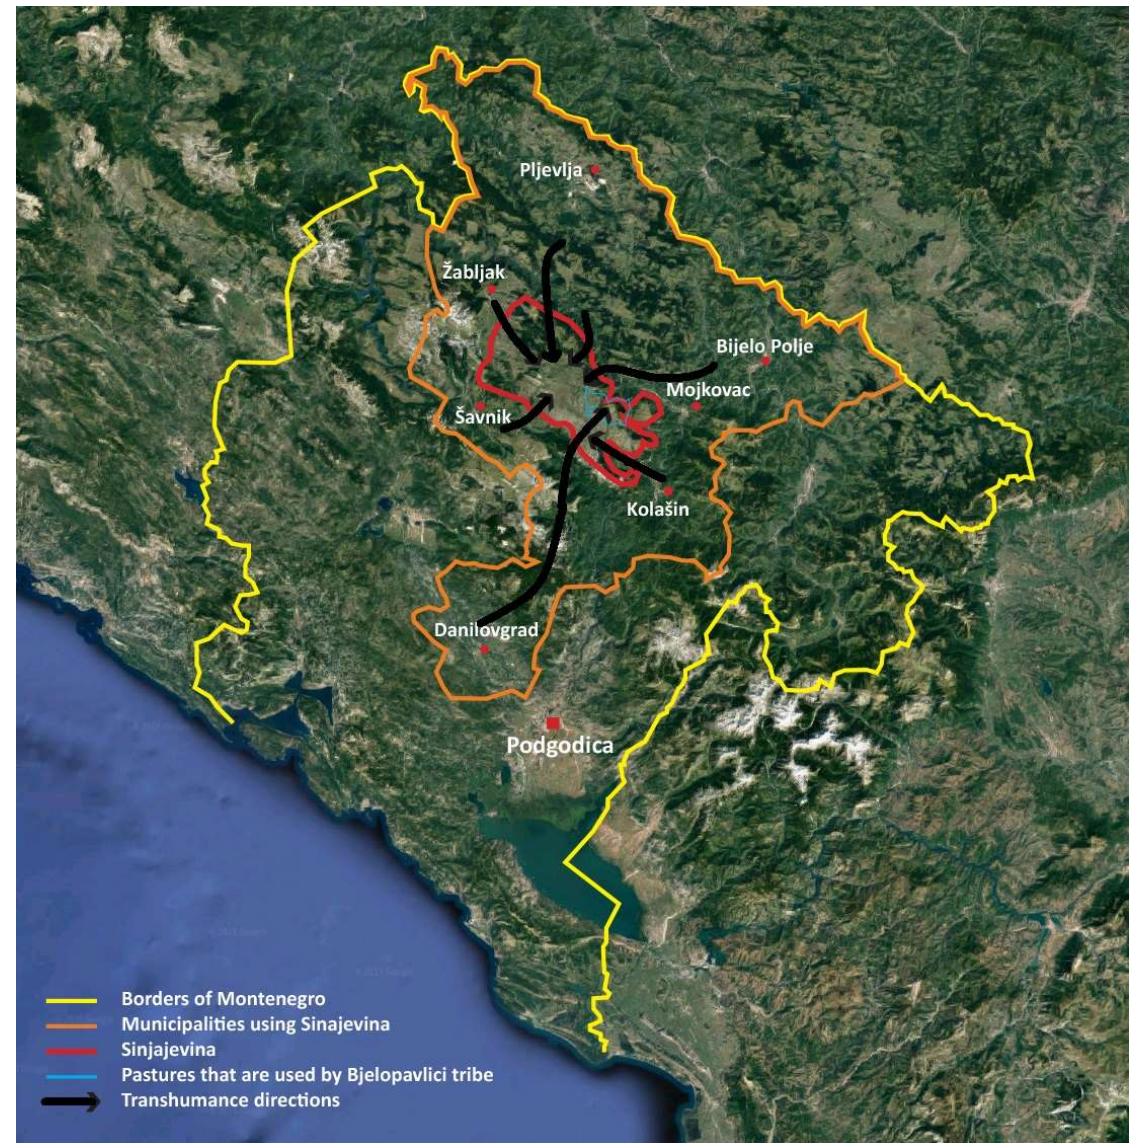 Pljevlja
Žabljak
Bijelo Polje
Mojkovac
Šavnik
Kolašin
Danilovgrad
Podgodica
Borders of Montenegro
Municipalities using Sinajevina
Sinjajevina
Pastures that are used by Bjelopavlici tribe
Transhumance directions